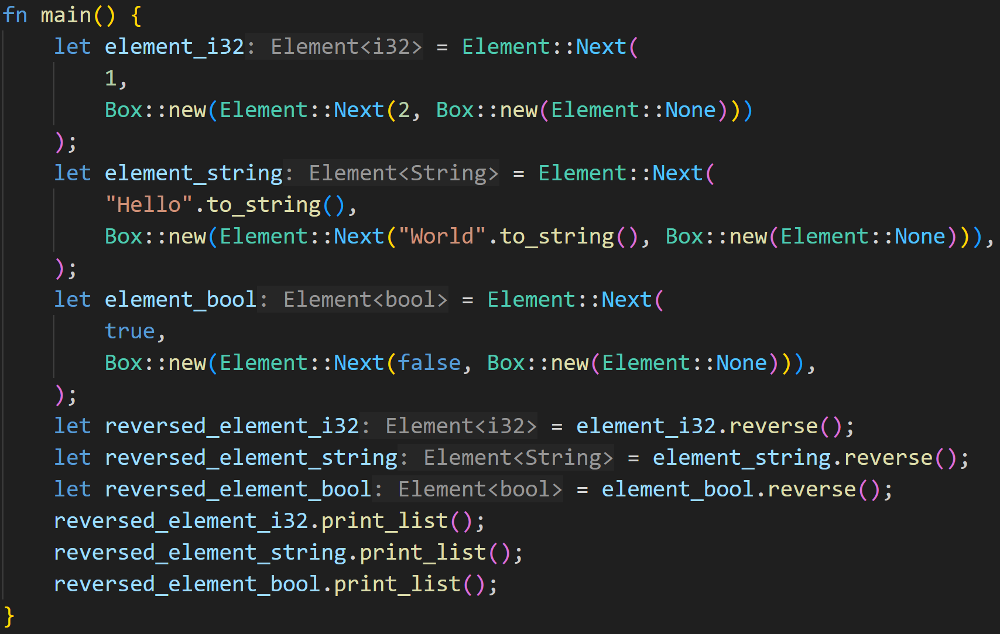 fn main() {
    let element_i32: Element<i32> = Element::Next(
        1,
        Box::new(Element::Next(2, Box::new(Element::None)))
    );
    let element_string: Element<String> = Element::Next(
        "Hello".to_string(),
        Box::new(Element::Next("World".to_string(), Box::new(Element::None))),
    );
    let element_bool: Element<bool> = Element::Next(
        true,
        Box::new(Element::Next(false, Box::new(Element::None))),
    );
    let reversed_element_i32: Element<i32> = element_i32.reverse();
    let reversed_element_string: Element<String> = element_string.reverse();
    let reversed_element_bool: Element<bool> = element_bool.reverse();
    reversed_element_i32.print_list();
    reversed_element_string.print_list();
    reversed_element_bool.print_list();
}